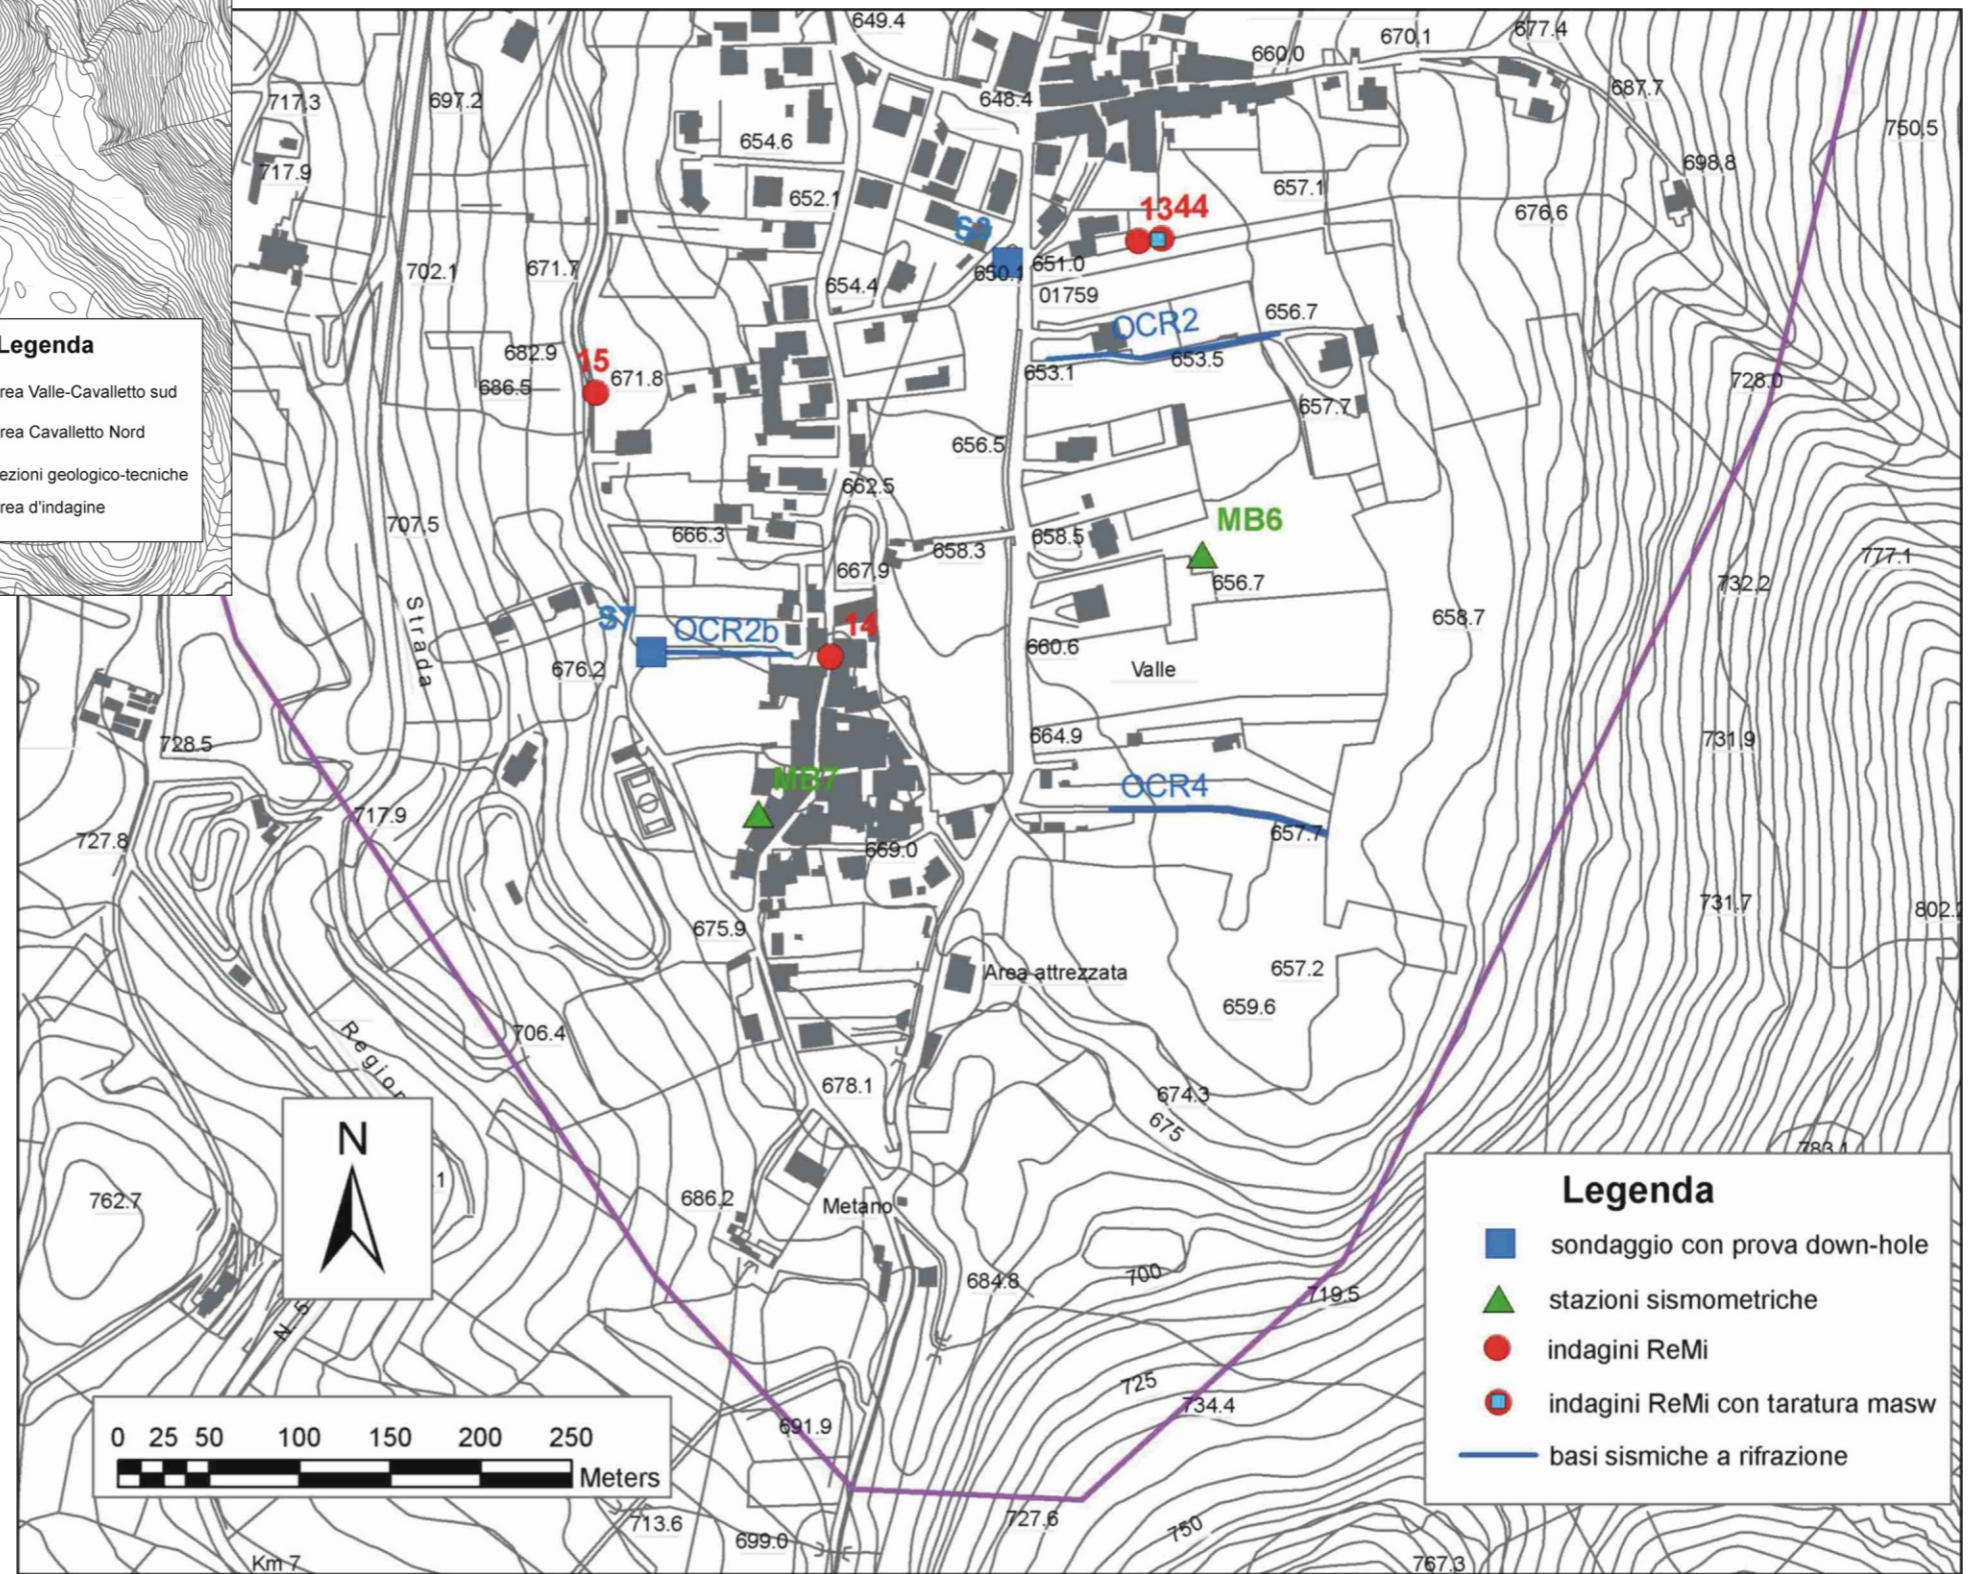 649.4
660.0
670.1
677.4
717.3
697.2
648.4
687.7
750.5
654.6
717.9
698.8
652.1
657.1
1344
676.6
702.1
671.7
654.4
650.1
651.0
01759
OCR2
656.7
653.5
653.1
682.9
15
671.8
686.5
728.0
657.7
Legenda
rea Valle-Cavalletto sud
rea Cavalletto Nord
ezioni geologico-tecniche
rea d'indagine
656.5
662.5
707.5
666.3
658.3
658.5
MB6
777.1
667.9
656.7
732.2
Strada
S7
OCR2b
14
658.7
676.2
660.6
Valle
728.5
664.9
731.9
MB7
OCR4
717.9
727.8
657.7
669.0
675.9
731.7
802.2
Area attrezzata
657.2
659.6
706.4
Region
678.1
674.3
675
783.1
N
762.7
.1
686.2
Metano
684.8
700
719.5
N. 5
725
734.4
691.9
0 25 50 100 150 200 250
Meters
713.6
699.0
727.6
750
767.3
Km 7
Legenda
sondaggio con prova down-hole
stazioni sismometriche
indagini ReMi
indagini ReMi con taratura masw
basi sismiche a rifrazione